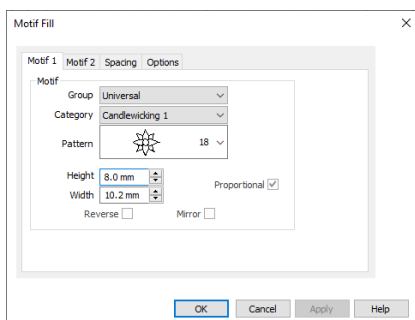 Motif Fill
Motif 1 Motif 2 Spacing Options
Motif
Group Universal
Category Candlewicking 1
Pattern 18
Height 8.0 mm
Proportional
Width 10.2 mm
Reverse Mirror
OK Cancel Apply Help